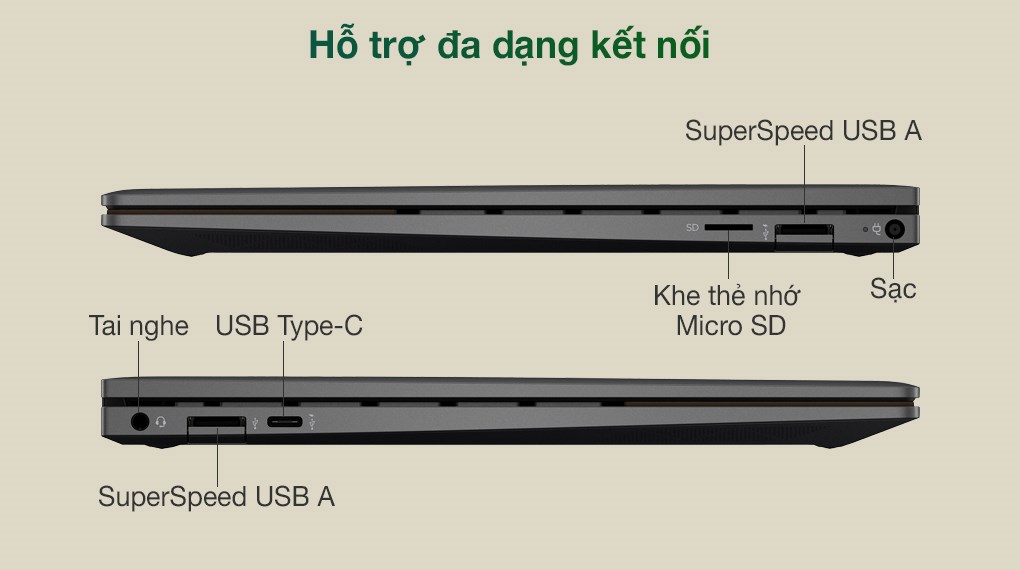 Hỗ trợ đa dạng kết nối
SuperSpeed USB A
SD
Khe thẻ nhớ
Micro SD
Sạc
Tai nghe
USB Type-C
SuperSpeed USB A